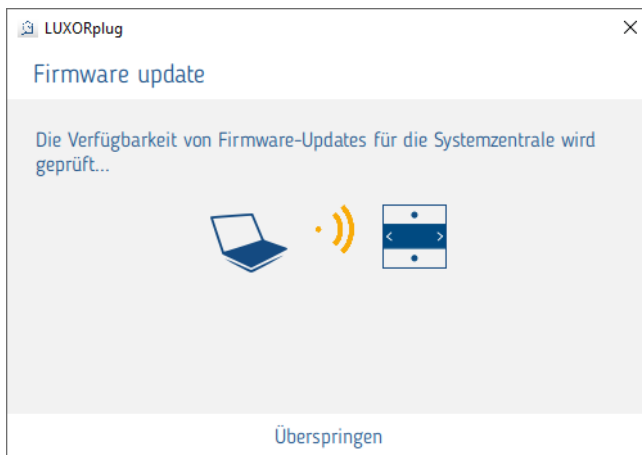 LUXORplug
Firmware update
Die Verfügbarkeit von Firmware-Updates für die Systemzentrale wird
geprüft...
Überspringen